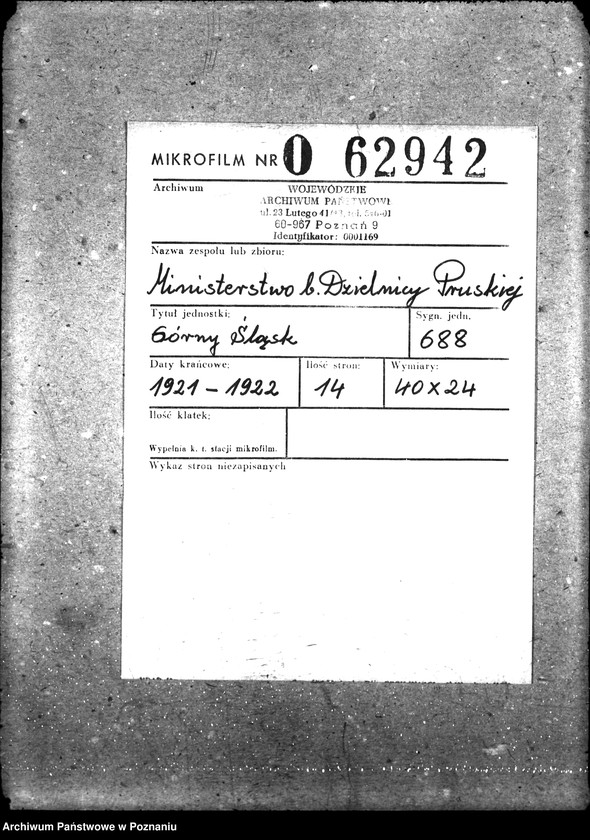 MIKROFILM NR O 62942
Archiwum
WOJEWÓDZKIE
ARCHIWUM PAŃSTWOWE
ul. 23 Lutego 41
60-967 Poznań 9
Identyfikator: 0001169
Nazwa zespołu lub zbioru:
Ministerstwo b. Dzielnicy Pruskiej
Tytuł jednostki: Sygn. jedn.
Górny Śląsk 688
Daty krańcowe: Ilość stron: Wymiary:
1921 - 1922 14 40 x 24
Ilość klatek:
Wypełnia k. t. stacji mikrofilm.
Wykaz stron niezapisanych
Archiwum Państwowe w Poznaniu